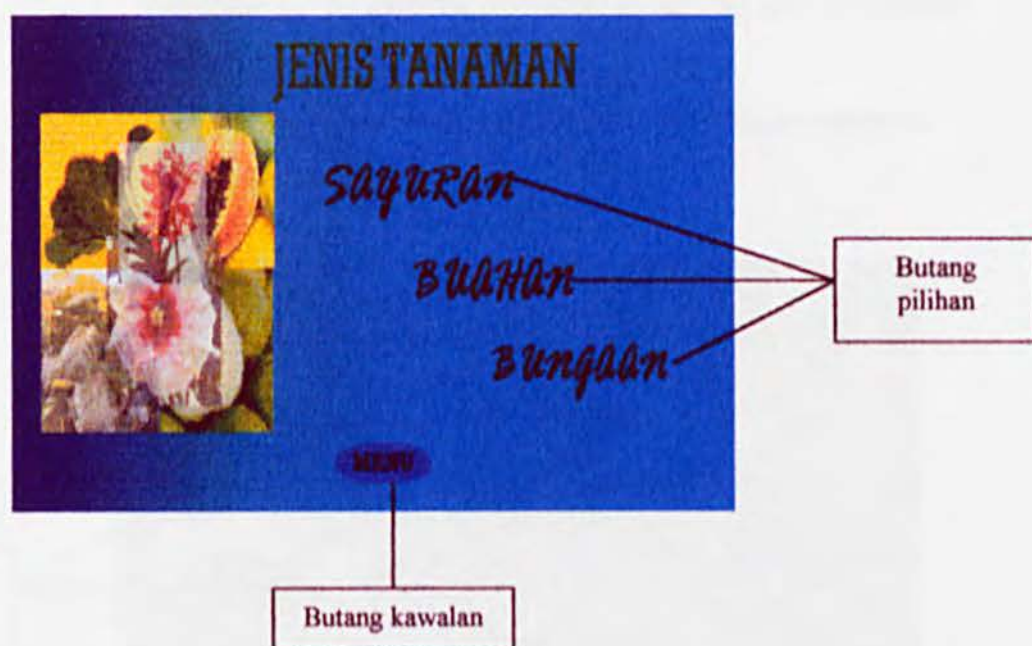 JENIS TANAMAN
SAYURAN
BUAHAN
BUNGAAN
MENU
Butang
pilihan
Butang kawalan